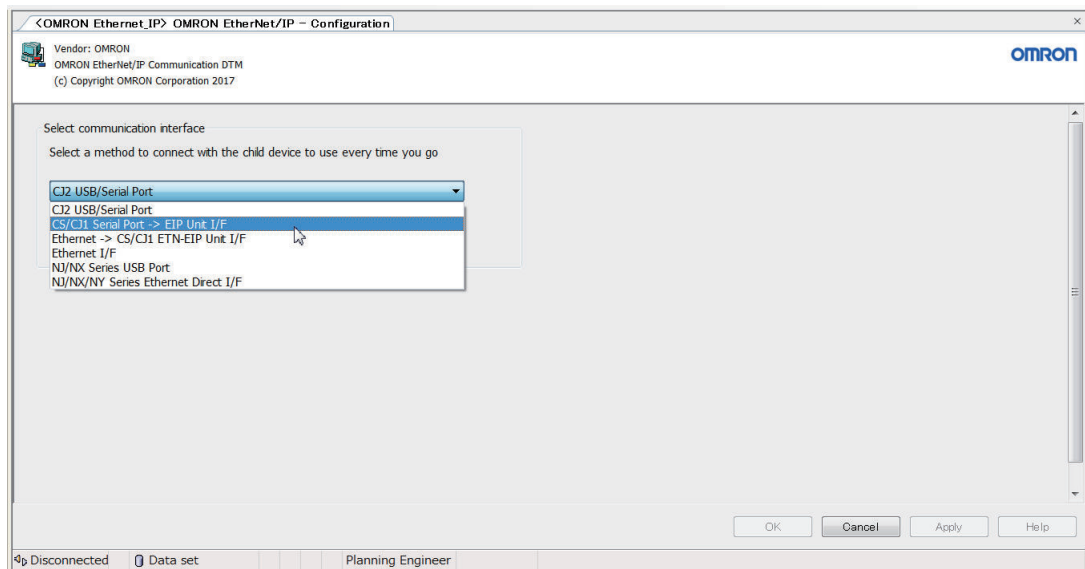 <OMRON Ethernet_IP> OMRON EtherNet/IP - Configuration
Vendor: OMRON
OMRON EtherNet/IP Communication DTM
(c) Copyright OMRON Corporation 2017
OMRON
Select communication interface
Select a method to connect with the child device to use every time you go
CJ2 USB/Serial Port
CJ2 USB/Serial Port
CS/CJ1 Serial Port -> EIP Unit I/F
Ethernet -> CS/CJ1 ETN-EIP Unit I/F
Ethernet I/F
NJ/NX Series USB Port
NJ/NX/NY Series Ethernet Direct I/F
OK Cancel Apply Help
Disconnected Data set Planning Engineer